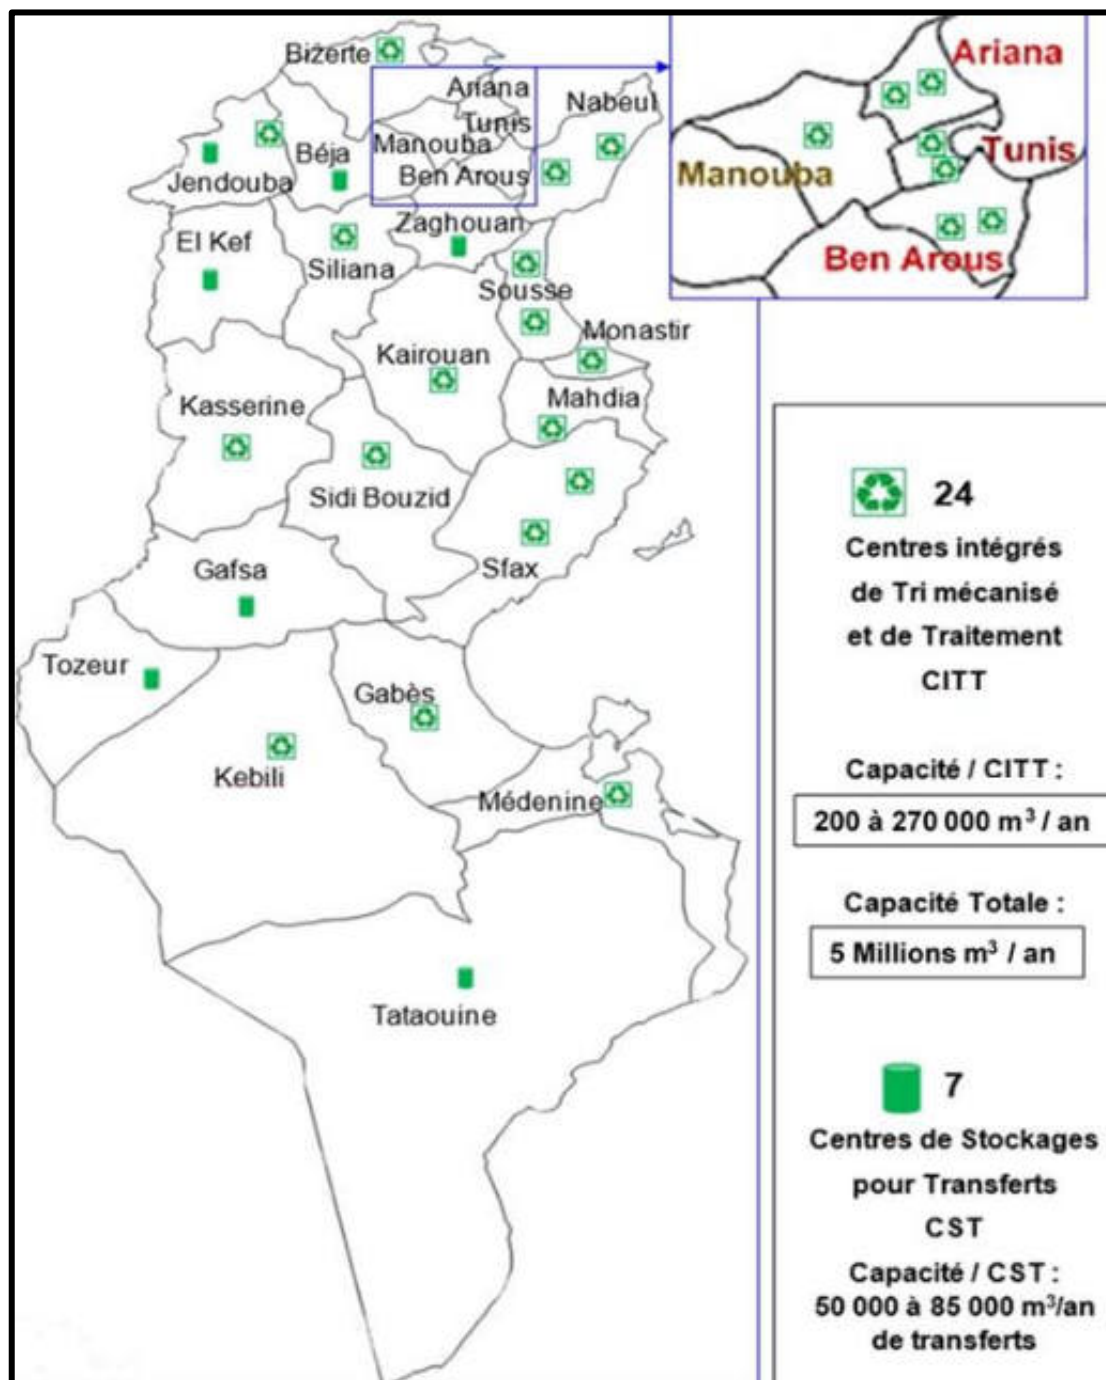 Bizerte
Ariana
Nabeul
Tunis
Manouba
Béja
Jendouba
Ben Arous
Zaghouan
El Kef
Siliana
Sousse
Monastir
Kairouan
Mahdia
Kasserine
Sidi Bouzid
Sfax
Gafsa
Tozeur
Gabès
Kebili
Médenine
Tataouine
Ariana
Tunis
Manouba
Ben Arous
24
Centres intégrés
de Tri mécanisé
et de Traitement
CITT
Capacité / CITT :
200 à 270 000 m³ / an
Capacité Totale :
5 Millions m³ / an
7
Centres de Stockages
pour Transferts
CST
Capacité / CST :
50 000 à 85 000 m³/an
de transferts